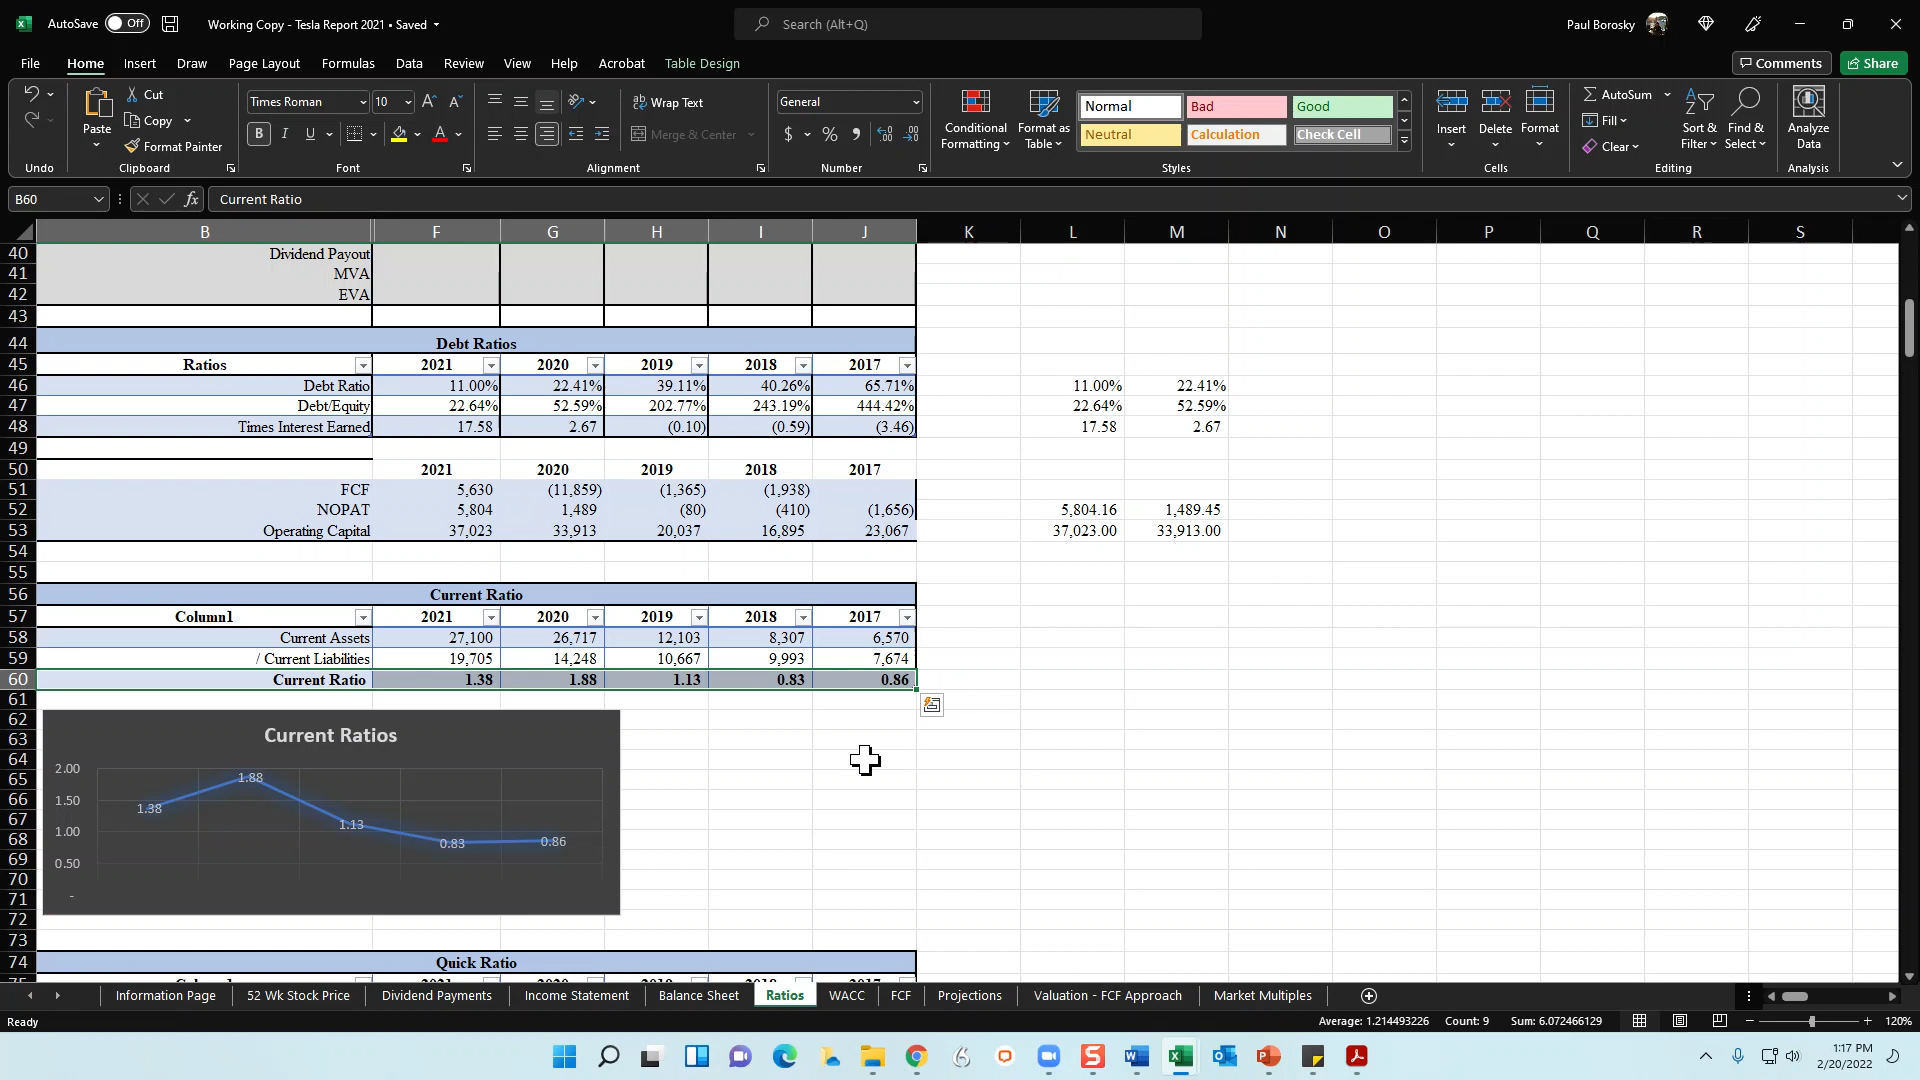 AutoSave Off Working Copy - Tesla Report 2021 • Saved Search (Alt+Q) Paul Borosky
File Home Insert Draw Page Layout Formulas Data Review View Help Acrobat Table Design Comments Share
Cut Times Roman 10 Wrap Text General Normal Bad Good AutoSum
Paste Copy Conditional Format as Insert Delete Format Fill Sort & Find & Analyze
B I U Merge & Center $ % Formatting Table Neutral Calculation Check Cell Filter Select Data
Format Painter Clear
Undo Clipboard Font Alignment Number Styles Cells Editing Analysis
B60 fx Current Ratio
B F G H I J K L M N O P Q R S
40 Dividend Payout
41 MVA
42 EVA
43
44 Debt Ratios
45 Ratios 2021 2020 2019 2018 2017
46 Debt Ratio 11.00% 22.41% 39.11% 40.26% 65.71% 11.00% 22.41%
47 Debt/Equity 22.64% 52.59% 202.77% 243.19% 444.42% 22.64% 52.59%
48 Times Interest Earned 17.58 2.67 (0.10) (0.59) (3.46) 17.58 2.67
49
50 2021 2020 2019 2018 2017
51 FCF 5,630 (11,859) (1,365) (1,938)
52 NOPAT 5,804 1,489 (80) (410) (1,656) 5,804.16 1,489.45
53 Operating Capital 37,023 33,913 20,037 16,895 23,067 37,023.00 33,913.00
54
55
56 Current Ratio
57 Column1 2021 2020 2019 2018 2017
58 Current Assets 27,100 26,717 12,103 8,307 6,570
59 / Current Liabilities 19,705 14,248 10,667 9,993 7,674
60 Current Ratio 1.38 1.88 1.13 0.83 0.86
61
62
63 Current Ratios
64
65 2.00 1.88
66 1.50 1.38
67 1.13
68 1.00 0.83 0.86
69 0.50
70
71 -
72
73
74 Quick Ratio
75 Column1 2021 2020 2019 2018 2017
Information Page 52 Wk Stock Price Dividend Payments Income Statement Balance Sheet Ratios WACC FCF Projections Valuation - FCF Approach Market Multiples
Ready Average: 1.214493226 Count: 9 Sum: 6.072466129 120%
1:17 PM
2/20/2022